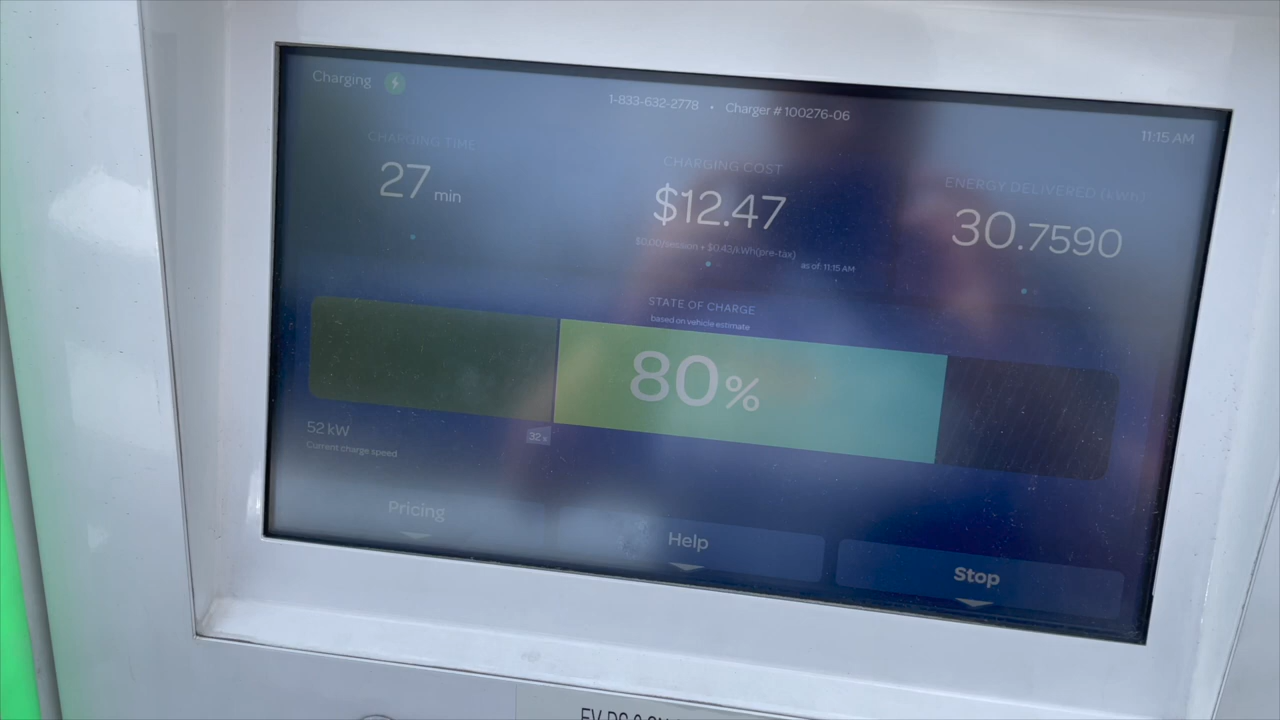 Charging
1-833-632-2778 • Charger # 100276-06
11:15 AM
CHARGING TIME
27 min
CHARGING COST
$12.47
$0.00/session + $0.43/kWh(pre-tax)
as of 11:15 AM
ENERGY DELIVERED (kWh)
30.7590
STATE OF CHARGE
based on vehicle estimate
80%
32%
52 kW
Current charge speed
Pricing
Help
Stop